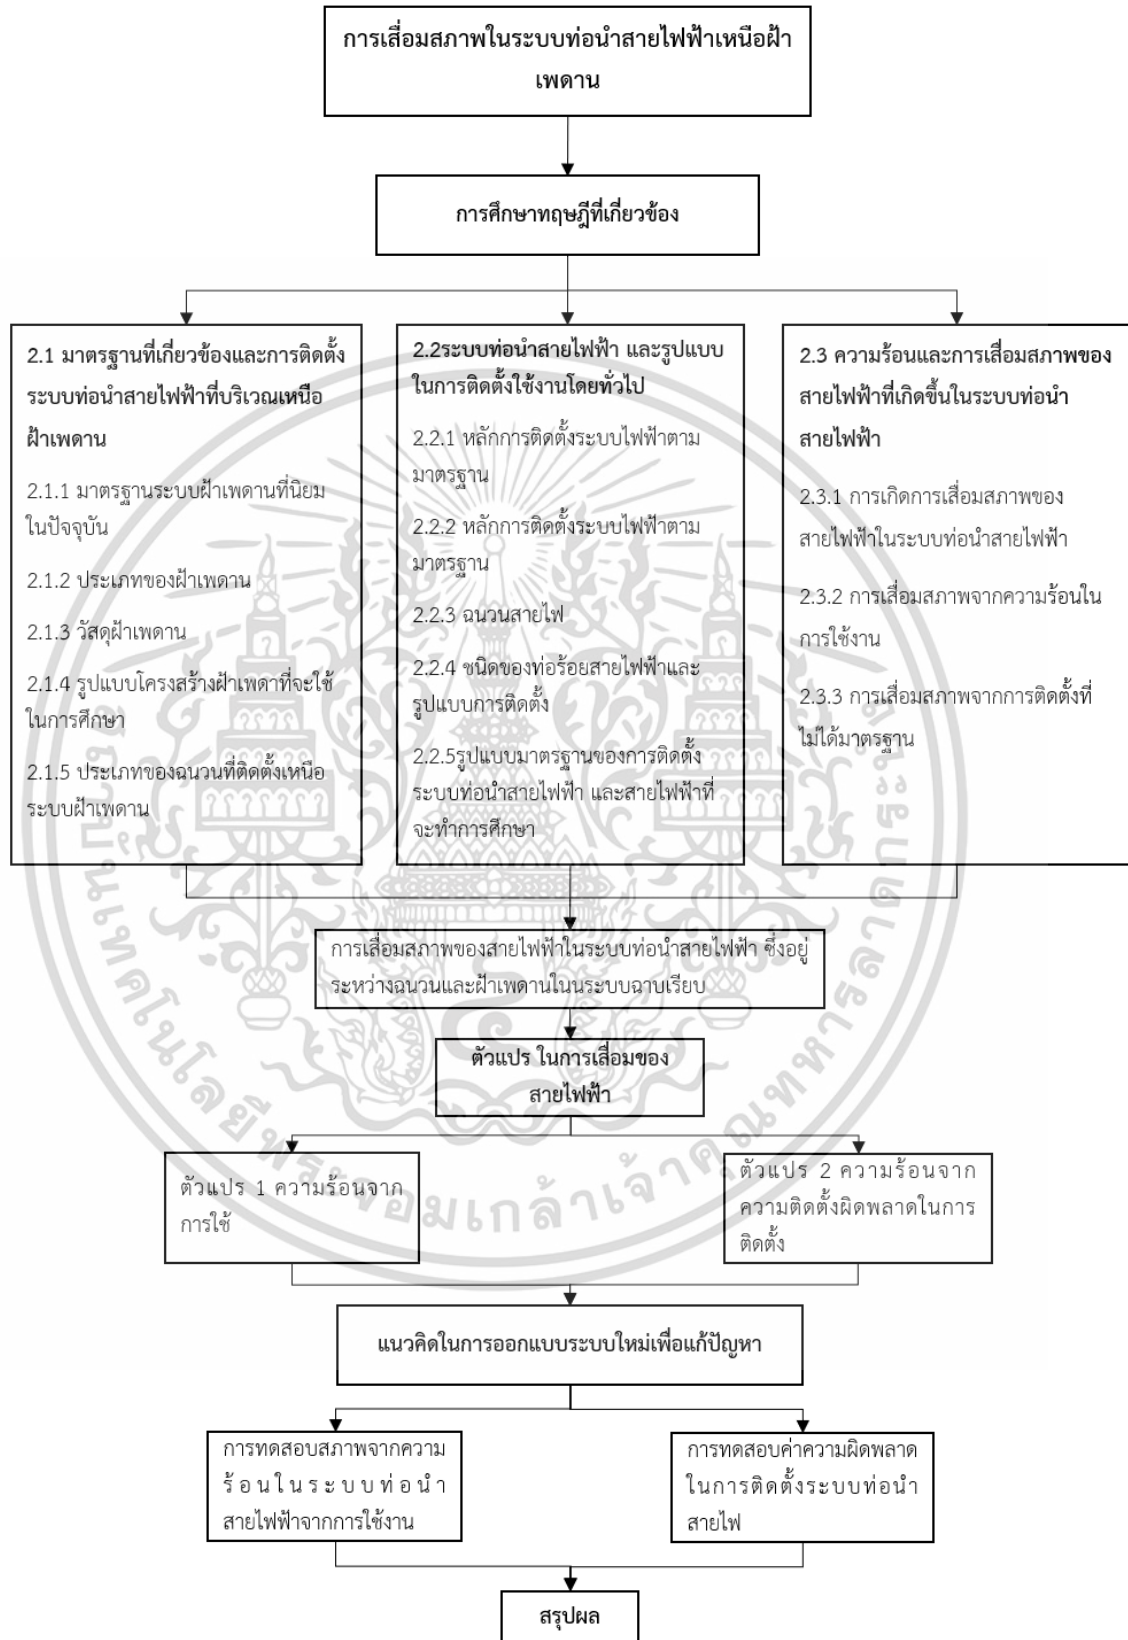 การเสื่อมสภาพในระบบท่อนำสายไฟฟ้าเหนือฝ้า
เพดาน
การศึกษาทฤษฎีที่เกี่ยวข้อง
2.1 มาตรฐานที่เกี่ยวข้องและการติดตั้ง
ระบบท่อนำสายไฟฟ้าที่บริเวณเหนือ
ฝ้าเพดาน
2.1.1 มาตรฐานระบบฝ้าเพดานที่นิยม
ในปัจจุบัน
2.1.2 ประเภทของฝ้าเพดาน
2.1.3 วัสดุฝ้าเพดาน
2.1.4 รูปแบบโครงสร้างฝ้าเพดาที่จะใช้
ในการศึกษา
2.1.5 ประเภทของฉนวนที่ติดตั้งเหนือ
ระบบฝ้าเพดาน
2.2ระบบท่อนำสายไฟฟ้า และรูปแบบ
ในการติดตั้งใช้งานโดยทั่วไป
2.2.1 หลักการติดตั้งระบบไฟฟ้าตาม
มาตรฐาน
2.2.2 หลักการติดตั้งระบบไฟฟ้าตาม
มาตรฐาน
2.2.3 ฉนวนสายไฟ
2.2.4 ชนิดของท่อร้อยสายไฟฟ้าและ
รูปแบบการติดตั้ง
2.2.5รูปแบบมาตรฐานของการติดตั้ง
ระบบท่อนำสายไฟฟ้า และสายไฟฟ้าที่
จะทำการศึกษา
2.3 ความร้อนและการเสื่อมสภาพของ
สายไฟฟ้าที่เกิดขึ้นในระบบท่อนำ
สายไฟฟ้า
2.3.1 การเกิดการเสื่อมสภาพของ
สายไฟฟ้าในระบบท่อนำสายไฟฟ้า
2.3.2 การเสื่อมสภาพจากความร้อนใน
การใช้งาน
2.3.3 การเสื่อมสภาพจากการติดตั้งที่
ไม่ได้มาตรฐาน
การเสื่อมสภาพของสายไฟฟ้าในระบบท่อนำสายไฟฟ้า ซึ่งอยู่
ระหว่างฉนวนและฝ้าเพดานในนระบบฉาบเรียบ
ตัวแปร ในการเสื่อมของ
สายไฟฟ้า
ตัวแปร 1 ความร้อนจาก
การใช้
ตัวแปร 2 ความร้อนจาก
ความติดตั้งผิดพลาดในการ
ติดตั้ง
แนวคิดในการออกแบบระบบใหม่เพื่อแก้ปัญหา
การทดสอบสภาพจากความ
ร้อนในระบบท่อนำ
สายไฟฟ้าจากการใช้งาน
การทดสอบค่าความผิดพลาด
ในการติดตั้งระบบท่อนำ
สายไฟ
สรุปผล
สถาบันเทคโนโลยีพระจอมเกล้าเจ้าคุณทหารลาดกระบัง